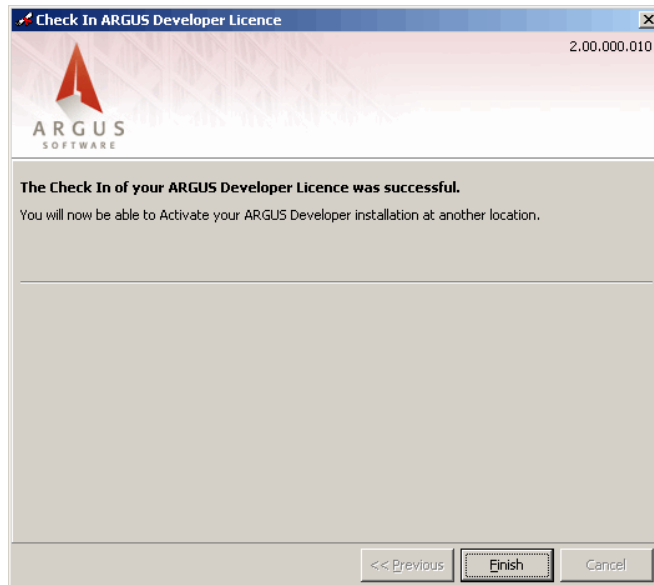 Check In ARGUS Developer Licence
2.00.000.010
ARGUS
SOFTWARE
The Check In of your ARGUS Developer Licence was successful.
You will now be able to Activate your ARGUS Developer installation at another location.
<< Previous Finish Cancel